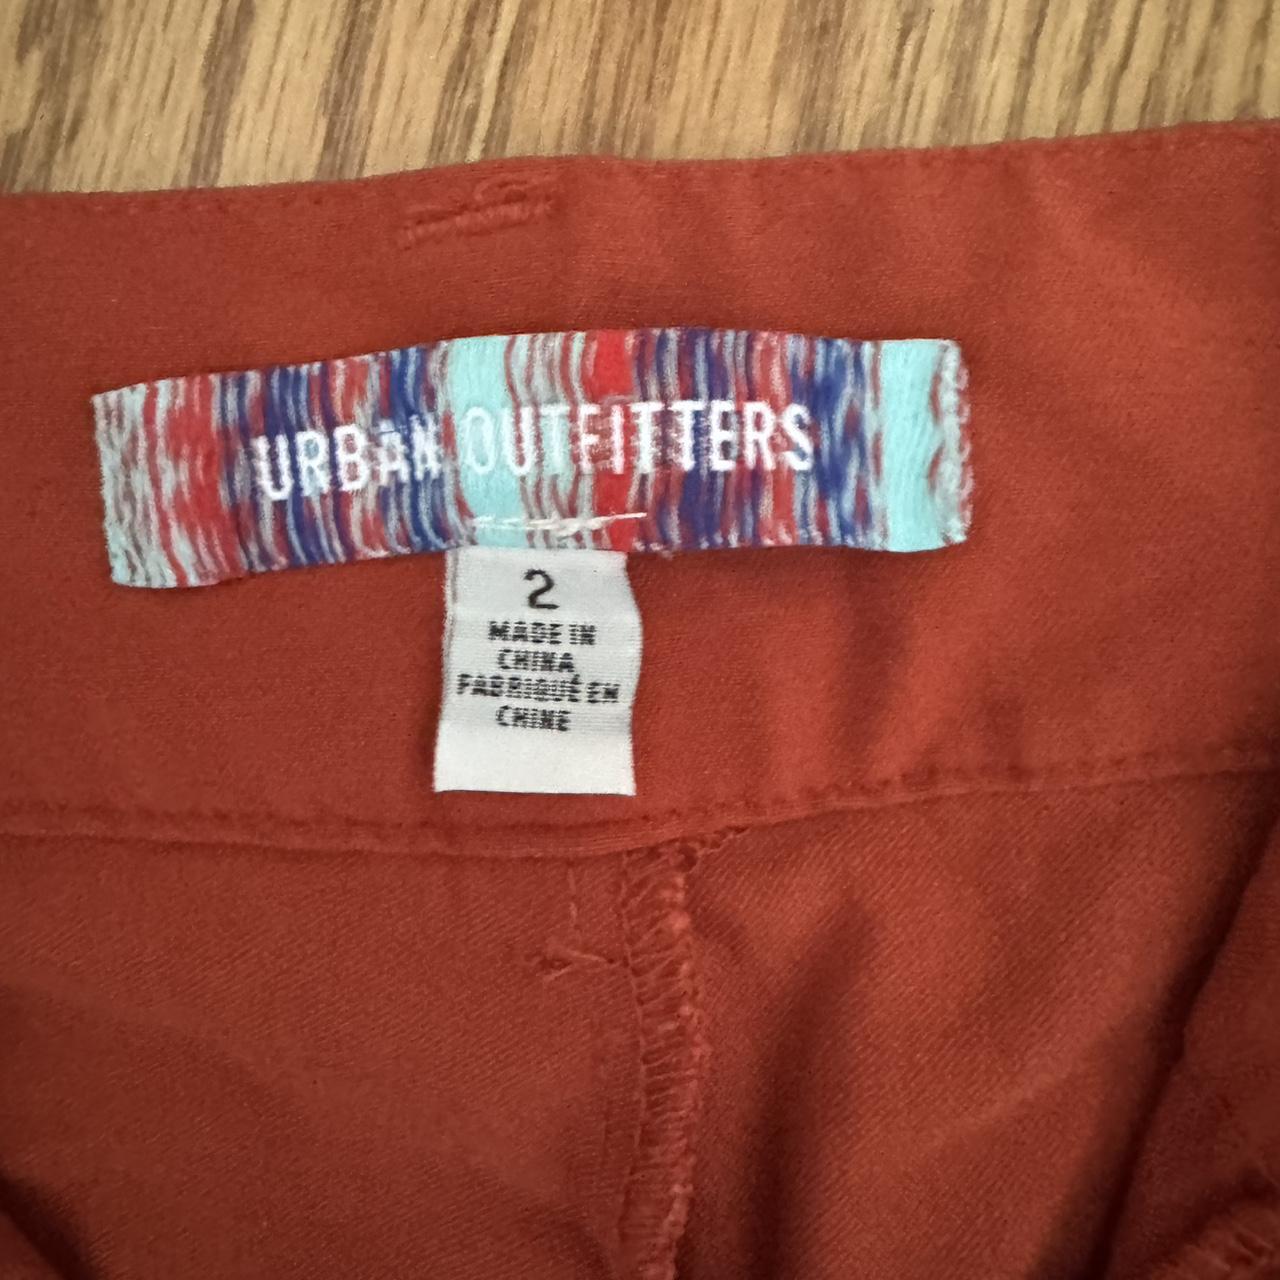 URBAN OUTFITTERS
2
MADE IN
CHINA
FABRIQUÉ EN
CHINE